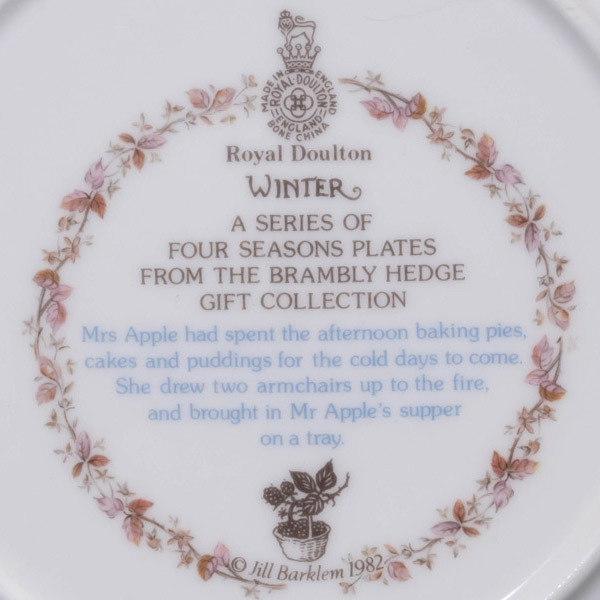 MADE IN ENGLAND
ROYAL DOULTON
ENGLAND
BONE CHINA
Royal Doulton
WINTER
A SERIES OF
FOUR SEASONS PLATES
FROM THE BRAMBLY HEDGE
GIFT COLLECTION
Mrs Apple had spent the afternoon baking pies,
cakes and puddings for the cold days to come.
She drew two armchairs up to the fire,
and brought in Mr Apple's supper
on a tray.
© Jill Barklem 1982